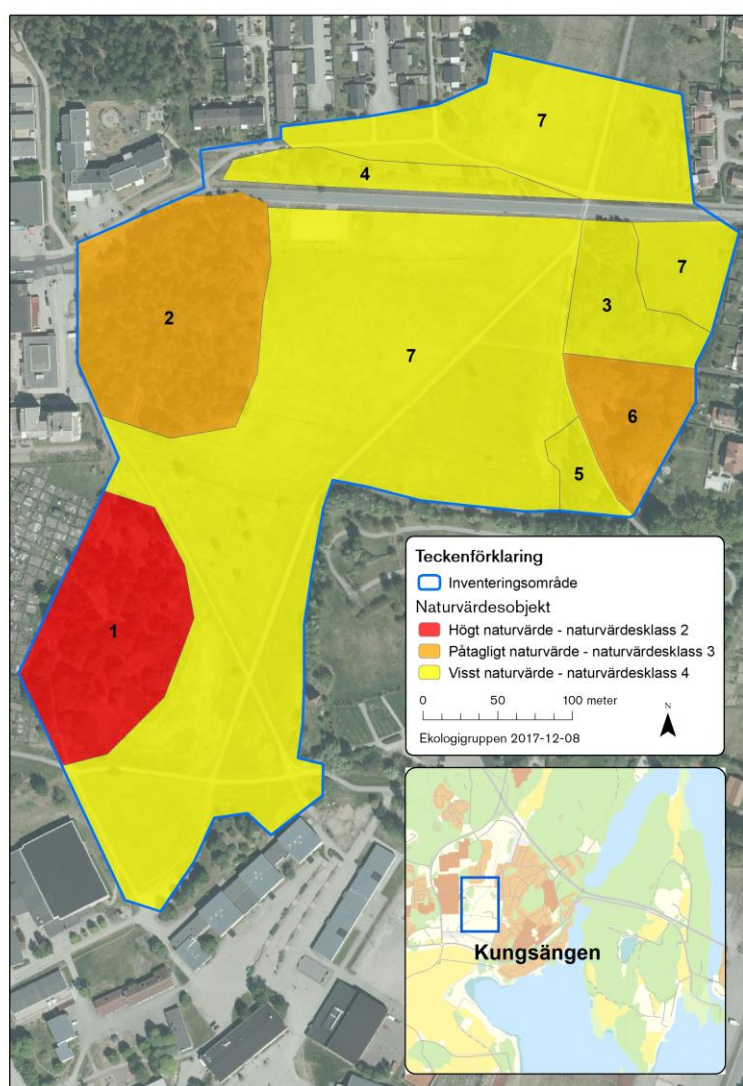 7
4
7
3
2
7
6
5
1
Teckenförklaring
Inventeringsområde
Naturvärdesobjekt
Högt naturvärde - naturvärdesklass 2
Påtagligt naturvärde - naturvärdesklass 3
Visst naturvärde - naturvärdesklass 4
0 50 100 meter
N
Ekologigruppen 2017-12-08
Kungsängen